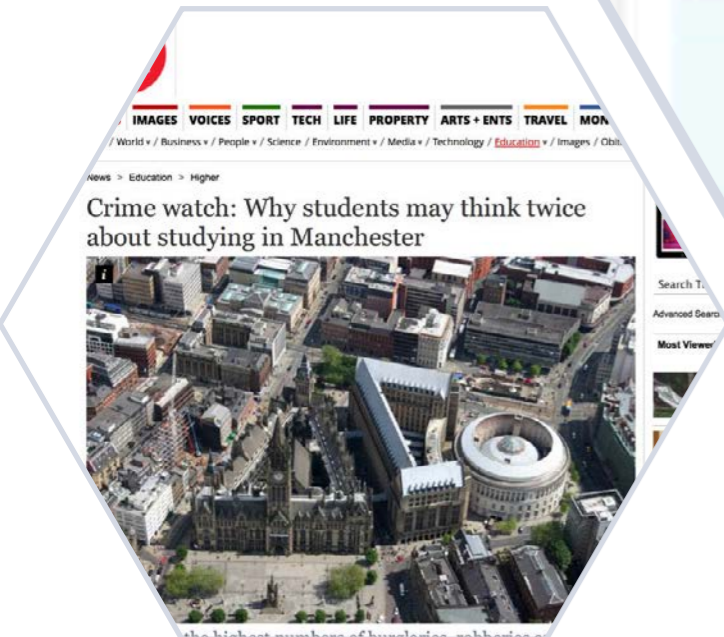 IMAGES VOICES SPORT TECH LIFE PROPERTY ARTS + ENTS TRAVEL MON
/ World / Business / People / Science / Environment / Media / Technology / Education / Images / Obit
News > Education > Higher
Crime watch: Why students may think twice
about studying in Manchester
i
Search T
Advanced Searc
Most Viewed
the highest numbers of burglaries, robberies